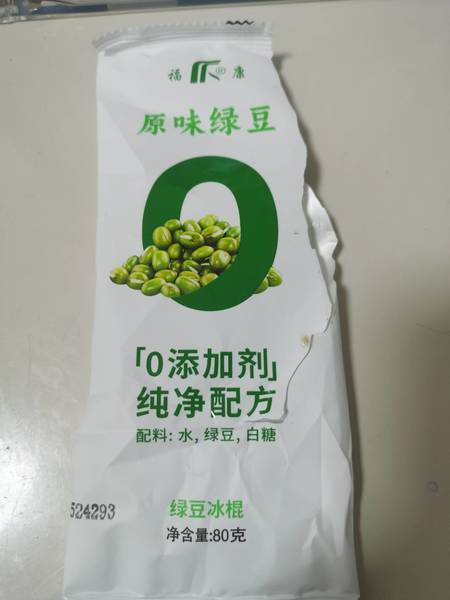 福 ® 康
原味绿豆
0
「0添加剂」
纯净配方
配料：水，绿豆，白糖
524293
绿豆冰棍
净含量:80克